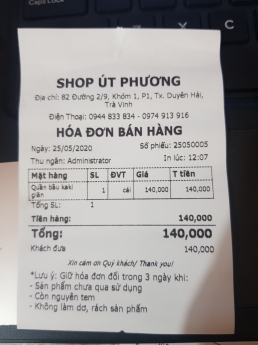 SHOP ÚT PHƯƠNG
Địa chỉ: 82 Đường 2/9, Khóm 1, P1, Tx. Duyên Hải,
Trà Vinh
Điện Thoại: 0944 833 834 - 0974 913 916
HÓA ĐƠN BÁN HÀNG
Ngày: 25/05/2020 Số phiếu: 25050005
Thu ngân: Administrator In lúc: 12:07
Mặt hàng SL ĐVT Giá T tiền
Quần bầu kaki 1 cái 140,000 140,000
giãn
Tổng SL: 1
Tiền hàng: 140,000
Tổng: 140,000
Khách đưa 140,000
Xin cảm ơn Quý khách/ Thank you!
*Lưu ý: Giữ hóa đơn đổi trong 3 ngày khi:
- Sản phẩm chưa qua sử dụng
- Còn nguyên tem
- Không làm dơ, rách sản phẩm